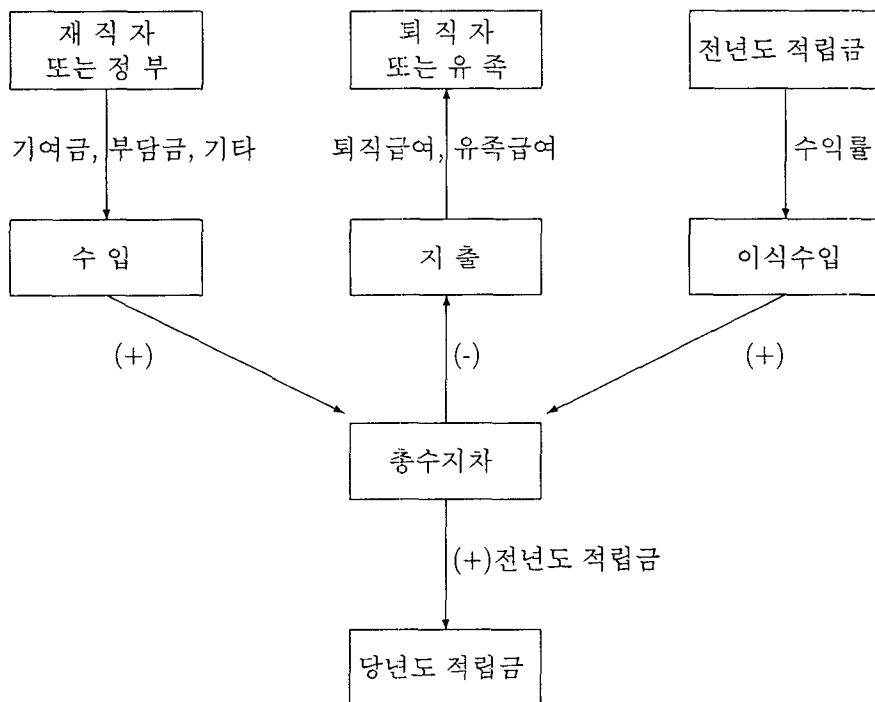 재 직 자
또는 정 부
퇴 직 자
또는 유 족
전년도 적립금
기여금, 부담금, 기타
퇴직급여, 유족급여
수익률
수 입
지 출
이식수입
(+)
(-)
(+)
총수지차
(+)전년도 적립금
당년도 적립금